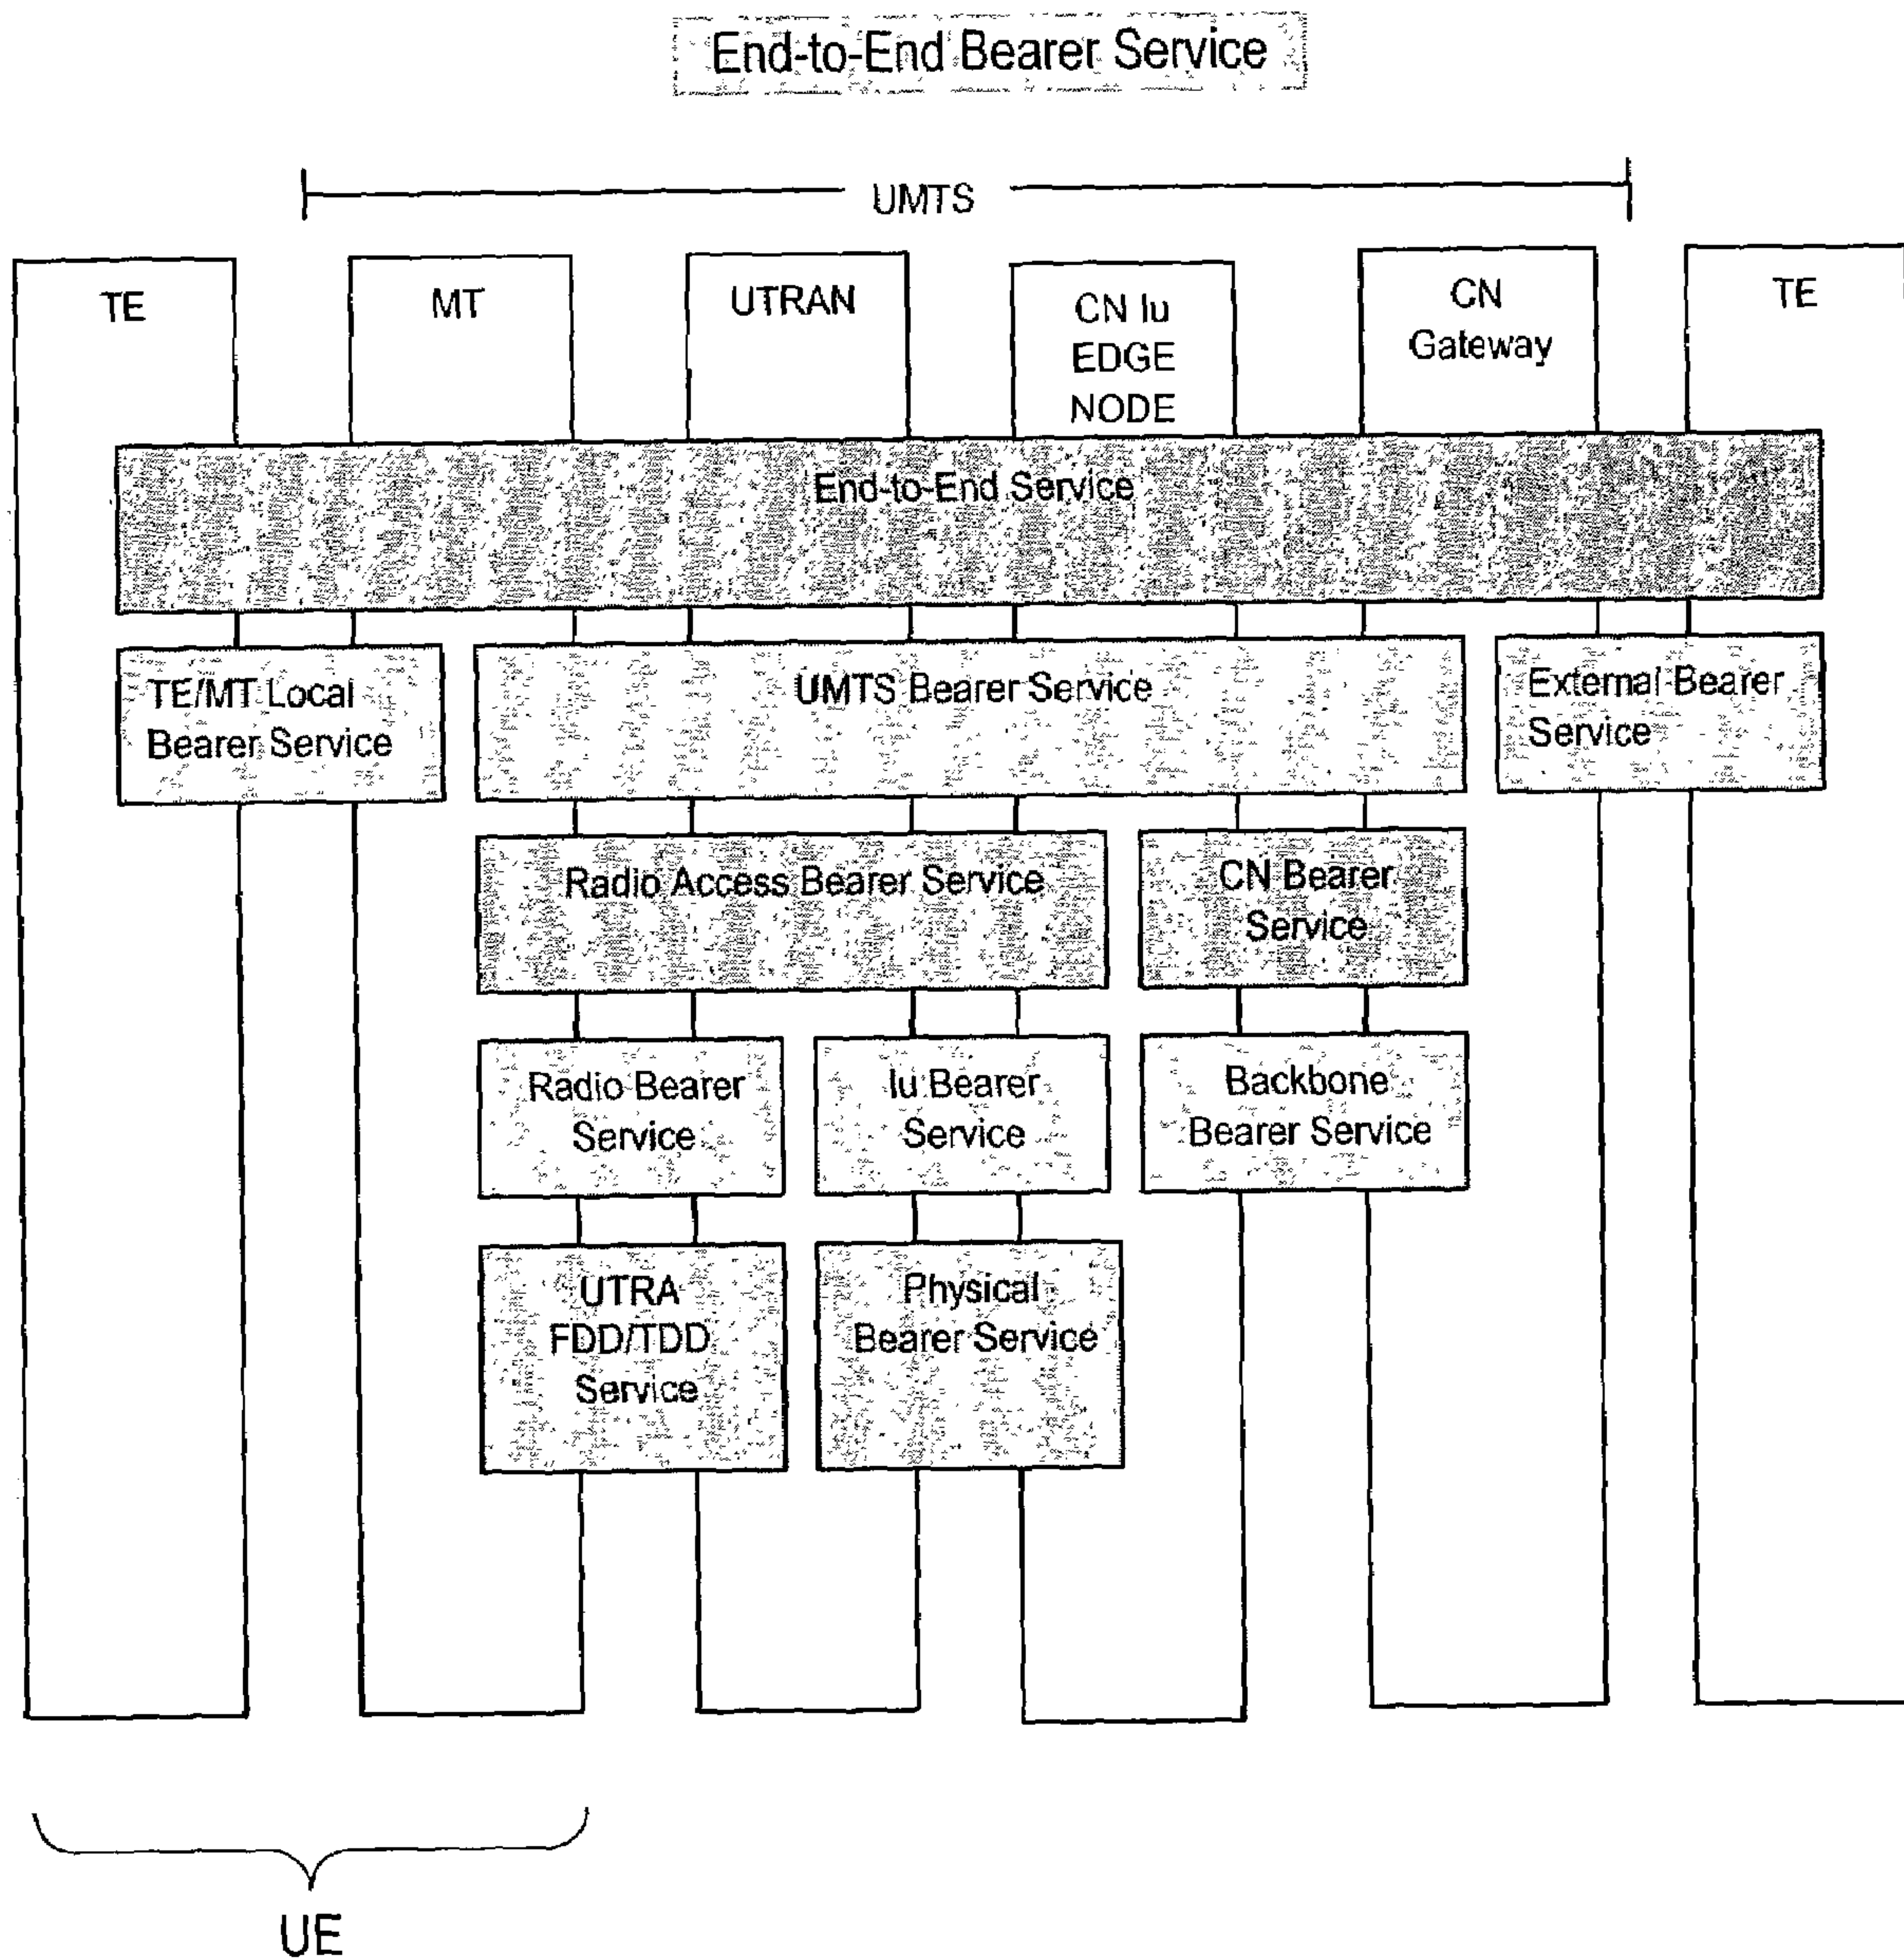 End-to-End Bearer Service
UMTS
TE
MT
UTRAN
CN Iu
EDGE
NODE
CN
Gateway
TE
End-to-End Service
TE/MT Local
Bearer Service
UMTS Bearer Service
External Bearer
Service
Radio Access Bearer Service
CN Bearer
Service
Radio Bearer
Service
Iu Bearer
Service
Backbone
Bearer Service
UTRA
FDD/TDD
Service
Physical
Bearer Service
UE